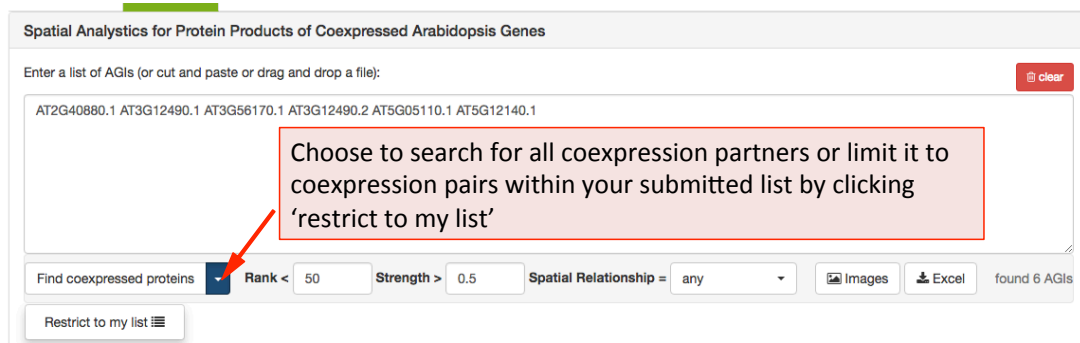 Spatial Analystics for Protein Products of Coexpressed Arabidopsis Genes
Enter a list of AGIs (or cut and paste or drag and drop a file):
clear
AT2G40880.1 AT3G12490.1 AT3G56170.1 AT3G12490.2 AT5G05110.1 AT5G12140.1
Choose to search for all coexpression partners or limit it to
coexpression pairs within your submitted list by clicking
‘restrict to my list’
Find coexpressed proteins Rank < 50 Strength > 0.5 Spatial Relationship = any Images Excel found 6 AGIs
Restrict to my list